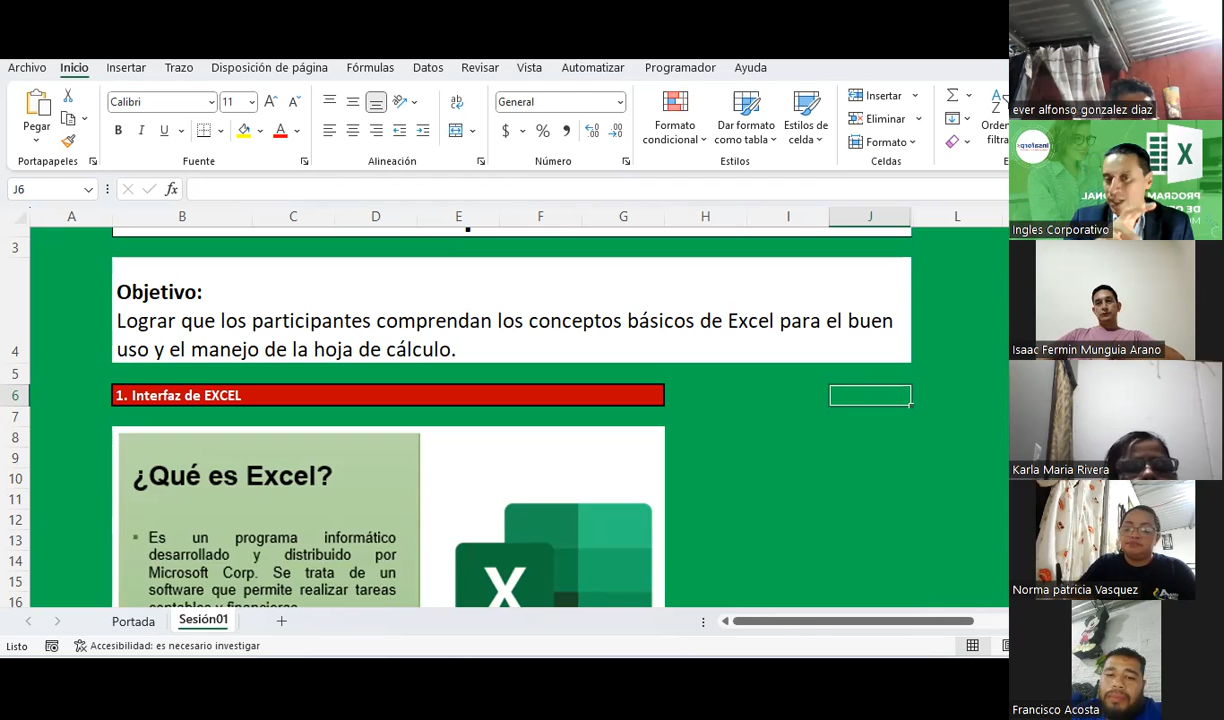 Archivo Inicio Insertar Trazo Disposición de página Fórmulas Datos Revisar Vista Automatizar Programador Ayuda
Pegar
Portapapeles
Calibri 11
N K S
Fuente
Alineación
General
$ % 000
Número
Formato condicional
Dar formato como tabla
Estilos de celda
Estilos
Insertar
Eliminar
Formato
Celdas
J6
fx
A B C D E F G H I J L
3
4
5
6
7
8
9
10
11
12
13
14
15
16
Objetivo:
Lograr que los participantes comprendan los conceptos básicos de Excel para el buen
uso y el manejo de la hoja de cálculo.
1. Interfaz de EXCEL
¿Qué es Excel?
Es un programa informático
desarrollado y distribuido por
Microsoft Corp. Se trata de un
software que permite realizar tareas
contables y financieras
X
Portada Sesión01
Listo Accesibilidad: es necesario investigar
ever alfonso gonzalez diaz
Ingles Corporativo
Isaac Fermin Munguia Arano
Karla Maria Rivera
Norma patricia Vasquez
Francisco Acosta